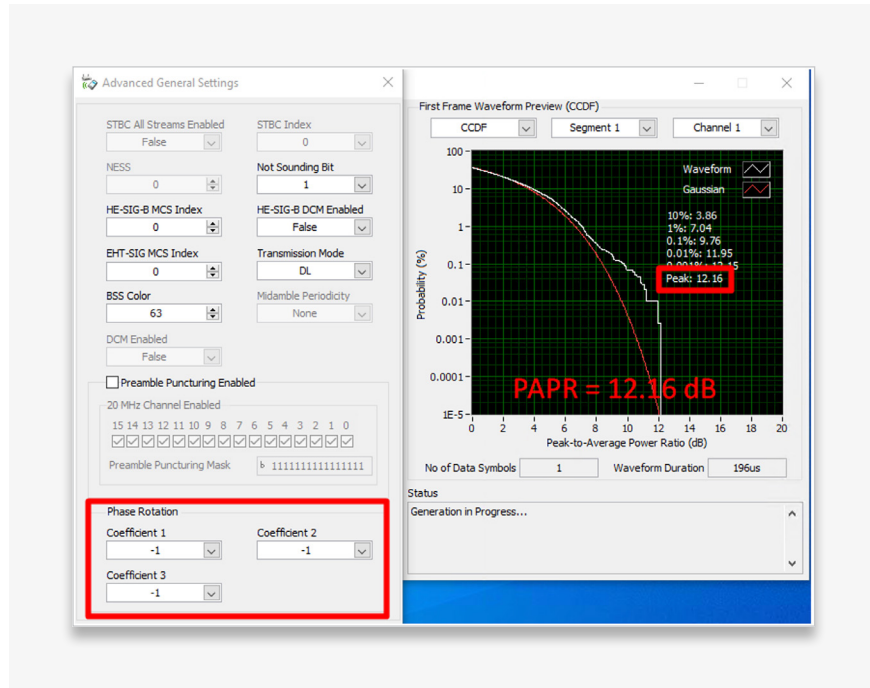 Advanced General Settings
STBC All Streams Enabled
False
STBC Index
0
NESS
0
Not Sounding Bit
1
HE-SIG-B MCS Index
0
HE-SIG-B DCM Enabled
False
EHT-SIG MCS Index
0
Transmission Mode
DL
BSS Color
63
Midamble Periodicity
None
DCM Enabled
False
Preamble Puncturing Enabled
20 MHz Channel Enabled
15 14 13 12 11 10 9 8 7 6 5 4 3 2 1 0
Preamble Puncturing Mask
b 1111111111111111
Phase Rotation
Coefficient 1
-1
Coefficient 2
-1
Coefficient 3
-1
First Frame Waveform Preview (CCDF)
CCDF
Segment 1
Channel 1
Waveform
Gaussian
10%: 3.86
1%: 7.04
0.1%: 9.76
0.01%: 11.95
Peak: 12.16
PAPR = 12.16 dB
Probability (%)
100
10
1
0.1
0.01
0.001
0.0001
1E-5
0 2 4 6 8 10 12 14 16 18 20
Peak-to-Average Power Ratio (dB)
No of Data Symbols 1
Waveform Duration 196us
Status
Generation in Progress...